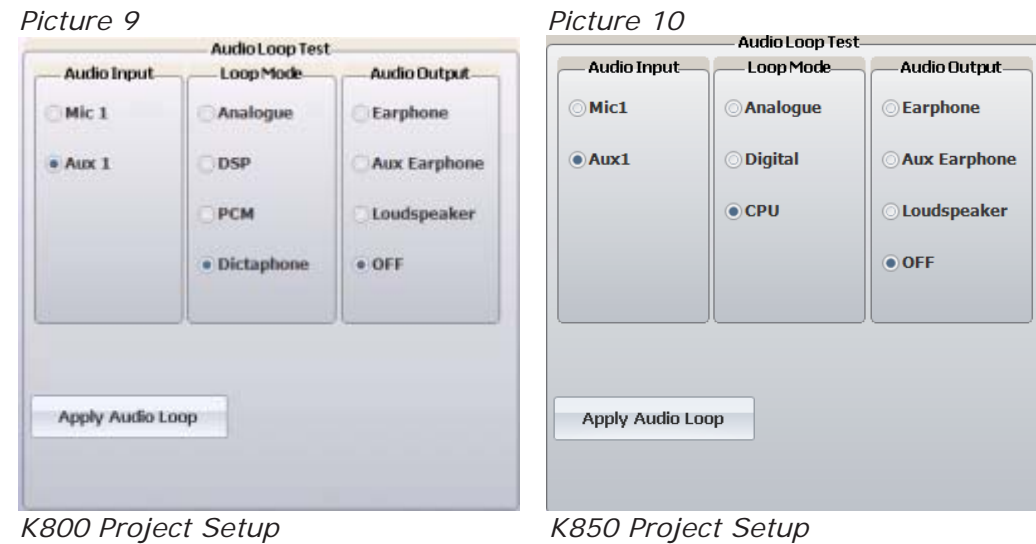 Picture 9
Audio Loop Test
Audio Input
Mic 1
Aux 1
Loop Mode
Analogue
DSP
PCM
Dictaphone
Audio Output
Earphone
Aux Earphone
Loudspeaker
OFF
Apply Audio Loop
K800 Project Setup
Picture 10
Audio Loop Test
Audio Input
Mic1
Aux1
Loop Mode
Analogue
Digital
CPU
Audio Output
Earphone
Aux Earphone
Loudspeaker
OFF
Apply Audio Loop
K850 Project Setup